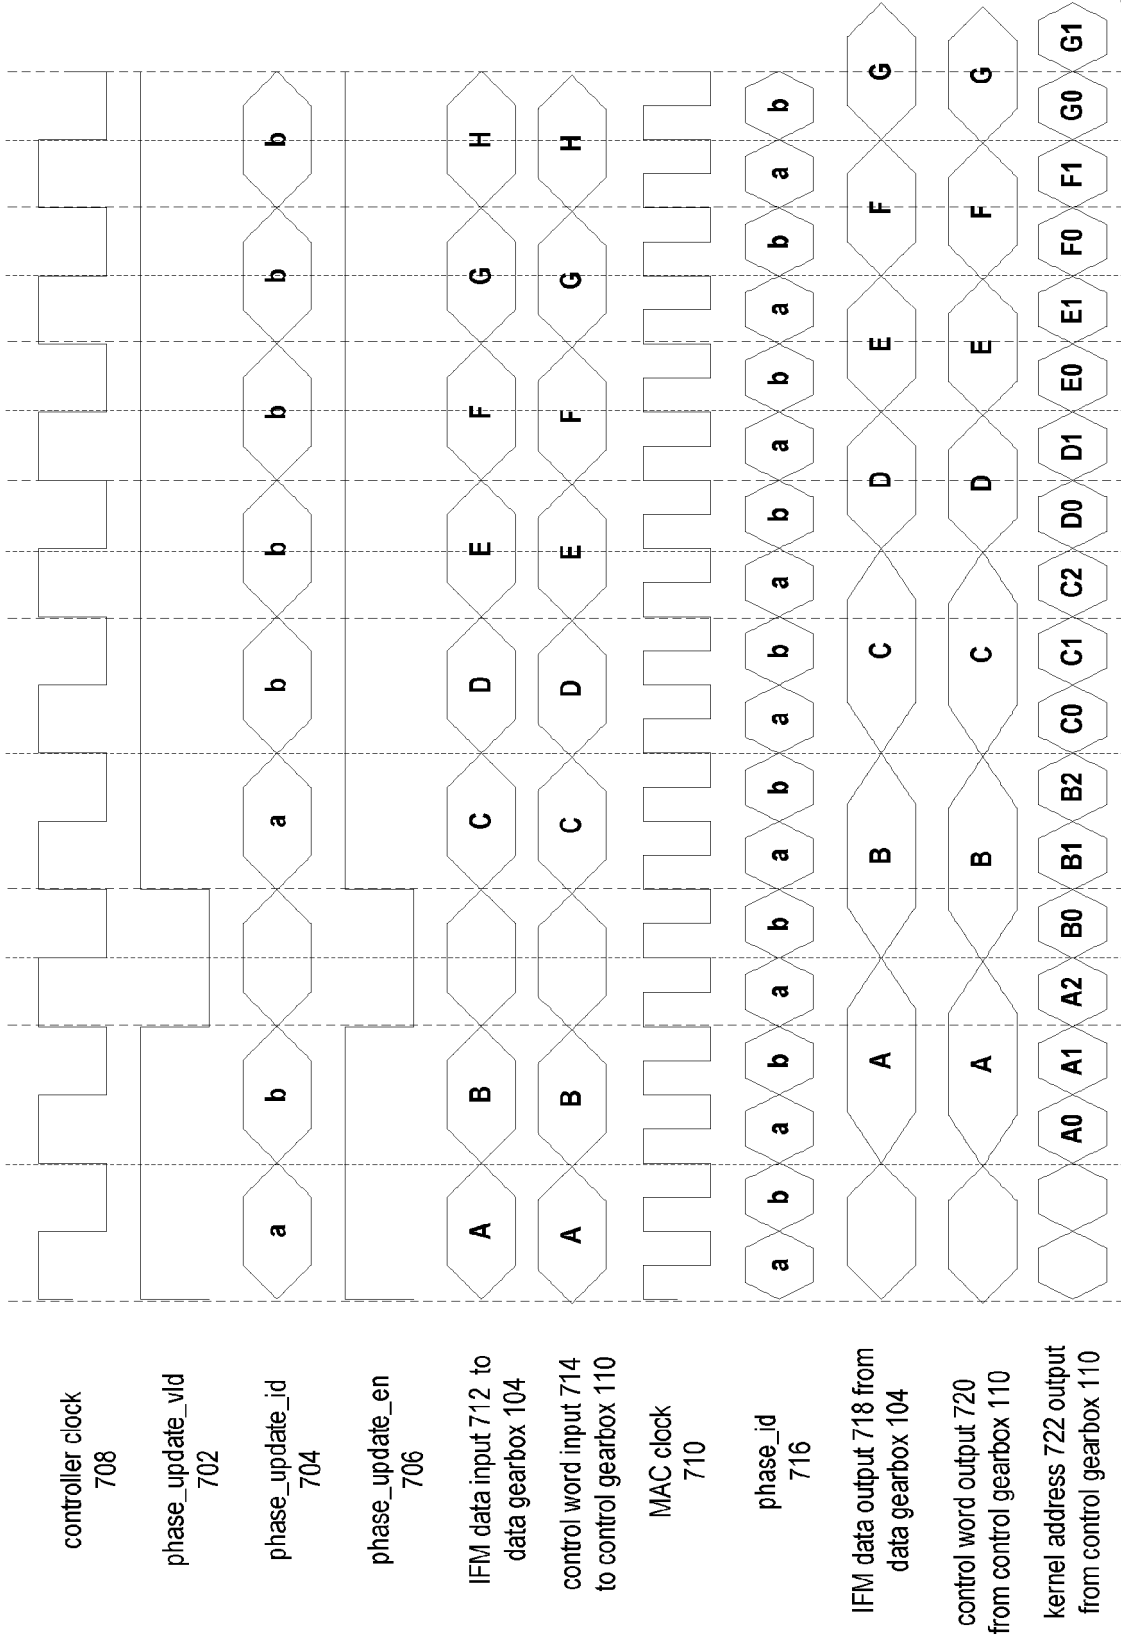 controller clock
708
phase_update_vld
702
phase_update_id
704
a b a b b b b b
phase_update_en
706
IFM data input 712 to
data gearbox 104
A B C D E F G H
control word input 714
to control gearbox 110
A B C D E F G H
MAC clock
710
phase_id
716
a b a b a b a b a b a b a b a b a b
IFM data output 718 from
data gearbox 104
A B C D E F G
control word output 720
from control gearbox 110
A B C D E F G
kernel address 722 output
from control gearbox 110
A0 A1 A2 B0 B1 B2 C0 C1 C2 D0 D1 E0 E1 F0 F1 G0 G1